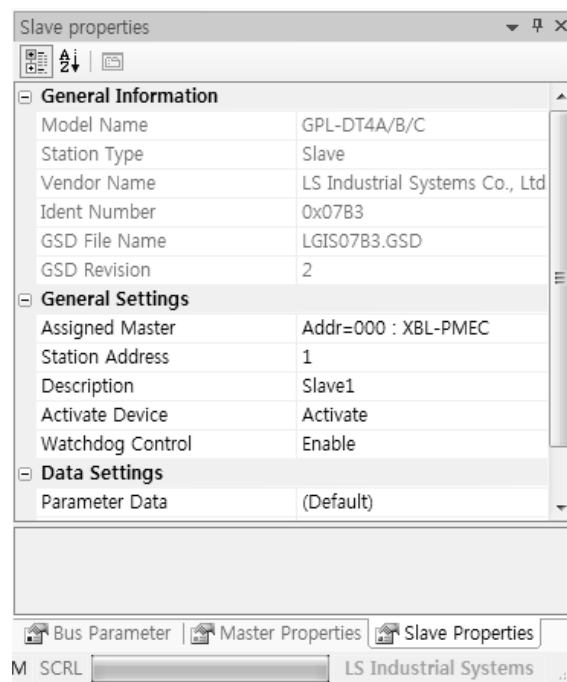 Slave properties
General Information
Model Name GPL-DT4A/B/C
Station Type Slave
Vendor Name LS Industrial Systems Co., Ltd
Ident Number 0x07B3
GSD File Name LGIS07B3.GSD
GSD Revision 2
General Settings
Assigned Master Addr=000 : XBL-PMEC
Station Address 1
Description Slave1
Activate Device Activate
Watchdog Control Enable
Data Settings
Parameter Data (Default)
Bus Parameter Master Properties Slave Properties
M SCRL LS Industrial Systems